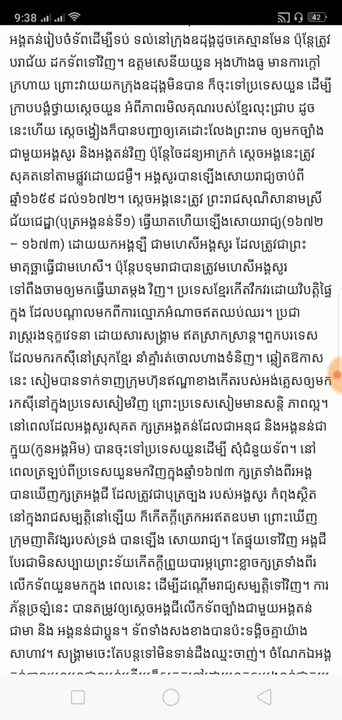 9:38
42
អង្គតន់រៀបចំទ័ពដើម្បីទប់ ទល់នៅក្រុងឧដុង្គដូចគេស្មានមែន ប៉ុន្តែត្រូវ
បរាជ័យ ដកទ័ពទៅវិញ។ ឧត្តមសេនីយយួន អុងហ៊ាងធូ មានការក្តៅ
ក្រហាយ ព្រោះវាយយកក្រុងឧដុង្គមិនបាន ក៏ចុះទៅប្រទេសយួន ដើម្បី
ក្រាបបង្គំថ្វាយស្តេចយួន អំពីភាពរមិលគុណរបស់ខ្មែរលុះជ្រាប ដូច
នេះហើយ ស្តេចង្វៀងក៏បានបញ្ជាឲ្យគេដោះលែងព្រះរាម ឲ្យមកច្បាំង
ជាមួយអង្គសូរ និងអង្គតន់វិញ ប៉ុន្តែចៃដន្យអាក្រក់ ស្តេចអង្គនេះត្រូវ
សុគតនៅតាមផ្លូវដោយជម្ងឺ។ អង្គសូរបានឡើងសោយរាជ្យចាប់ពី
ឆ្នាំ១៦៥៩ ដល់១៦៧២។ ស្តេចអង្គនេះត្រូវ ព្រះរាជសុណិសានាមស្រី
ជ័យជេដ្ឋា(បុត្រអង្គនន់ទី១) ធ្វើឃាតហើយឡើងសោយរាជ្យ(១៦៧២
– ១៦៧៣) ដោយយកអង្គឡី ជាមហេសីអង្គសូរ ដែលត្រូវជាព្រះ
មាតុច្ឆាធ្វើជាមហេសី។ ប៉ុន្តែបទុមរាជាបានត្រូវមហេសីអង្គសូរ
ទៅពឹងចាមឲ្យមកធ្វើឃាតម្តង វិញ។ ប្រទេសខ្មែរកើតវឹកវរដោយវិបត្តិផ្ទៃ
ក្នុង ដែលបណ្តាលមកពីការលោភអំណាចឥតឈប់ឈរ។ ប្រជា
រាស្ត្ររងទុក្ខវេទនា ដោយសារសង្គ្រាម ឥតស្រាកស្រាន្ត។ពួកបរទេស
ដែលមករកស៊ីនៅស្រុកខ្មែរ នាំគ្នារត់ចោលហាងទំនិញ។ ឆ្លៀតឱកាស
នេះ សៀមបានទាក់ទាញក្រុមហ៊ុនឥណ្ឌាខាងកើតរបស់អង់គ្លេសឲ្យមក
រកស៊ីនៅក្នុងប្រទេសសៀមវិញ ព្រោះប្រទេសសៀមមានសន្តិ ភាពល្អ។
នៅពេលដែលអង្គសូរសុគត ក្សត្រអង្គតន់ដែលជាអនុជ និងអង្គនន់ជា
ក្មួយ(កូនអង្គអិម) បានចុះទៅប្រទេសយួនដើម្បី សុំជំនួយទ័ព។ នៅ
ពេលត្រឡប់ពីប្រទេសយួនមកវិញក្នុងឆ្នាំ១៦៧៣ ក្សត្រទាំងពីរអង្គ
បានឃើញក្សត្រអង្គជី ដែលត្រូវជាបុត្រច្បង របស់អង្គសូរ កំពុងស្ថិត
នៅក្នុងរាជសម្បត្តិនៅឡើយ ក៏កើតក្តីត្រេកអរឥតឧបមា ព្រោះឃើញ
ក្រុមញាតិវង្សរបស់ទ្រង់ បានឡើង សោយរាជ្យ។ តែផ្ទុយទៅវិញ អង្គជី
បែរជាមិនសប្បាយព្រះទ័យកើតក្តីព្រួយបារម្ភព្រោះខ្លាចក្សត្រទាំងពីរ
លើកទ័ពយួនមកក្នុង ពេលនេះ ដើម្បីដណ្តើមរាជ្យសម្បត្តិទៅវិញ។ ការ
ភ័ន្តច្រឡំនេះ បានតម្រូវឲ្យស្តេចអង្គជីលើកទ័ពច្បាំងជាមួយអង្គតន់
ជាមា និង អង្គនន់ជាប្អូន។ ទ័ពទាំងសងខាងបានប៉ះទង្គិចគ្នាយ៉ាង
សាហាវ។ សង្គ្រាមចេះតែបន្តទៅមិនទាន់ដឹងឈ្នះចាញ់។ ចំណែកឯអង្គ